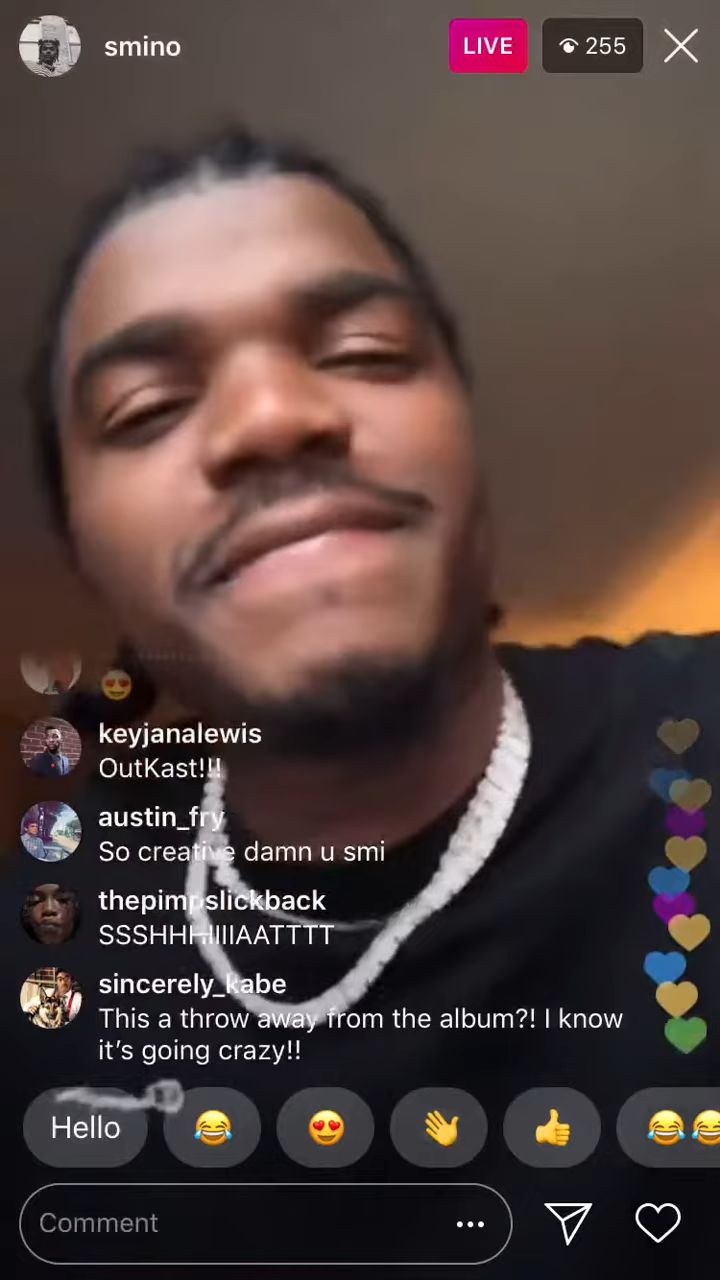 smino
LIVE
255
keyjanalewis
OutKast!!!
austin_fry
So creative damn u smi
thepimpslickback
SSSHHHIIIIAATTTT
sincerely_kabe
This a throw away from the album?! I know
it's going crazy!!
Hello
Comment